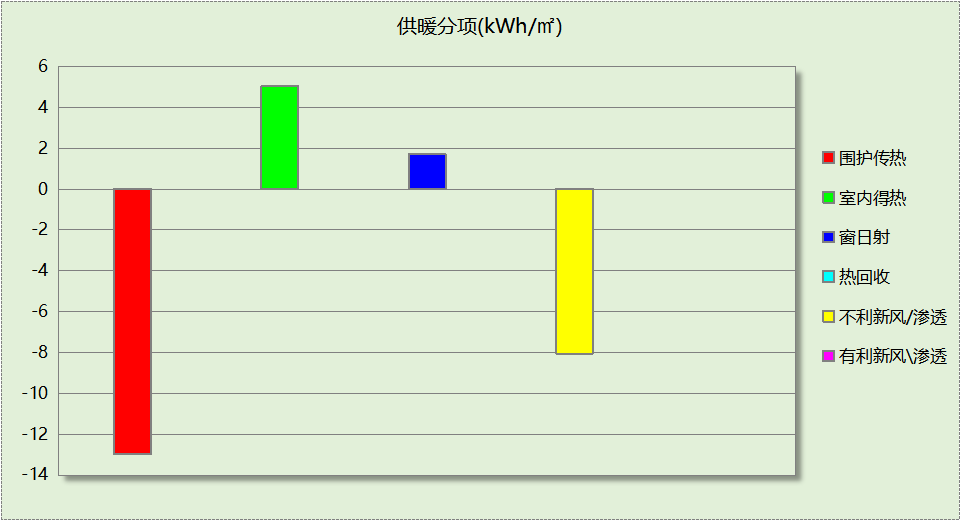 供暖分项(kWh/㎡)
6
4
2
0
-2
-4
-6
-8
-10
-12
-14
围护传热
室内得热
窗日射
热回收
不利新风/渗透
有利新风\渗透